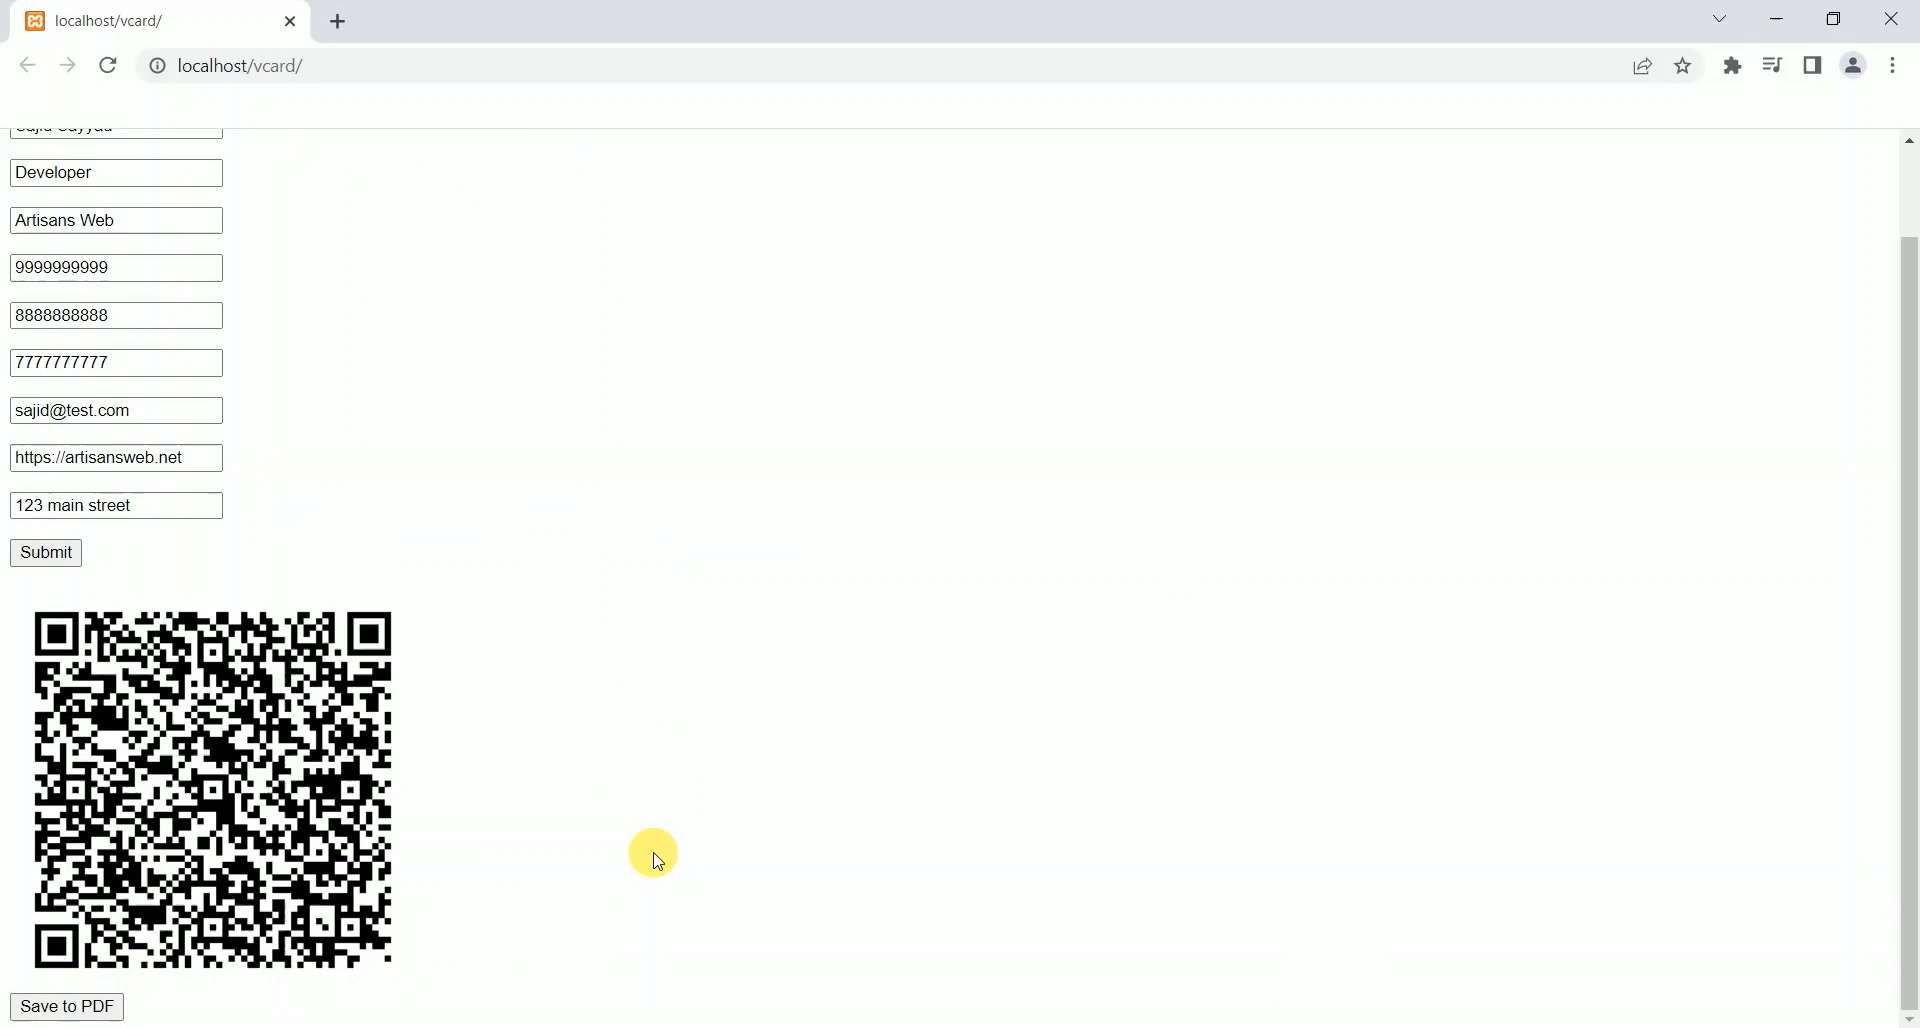 localhost/vcard/
localhost/vcard/
Developer
Artisans Web
9999999999
8888888888
7777777777
sajid@test.com
https://artisansweb.net
123 main street
Submit
Save to PDF